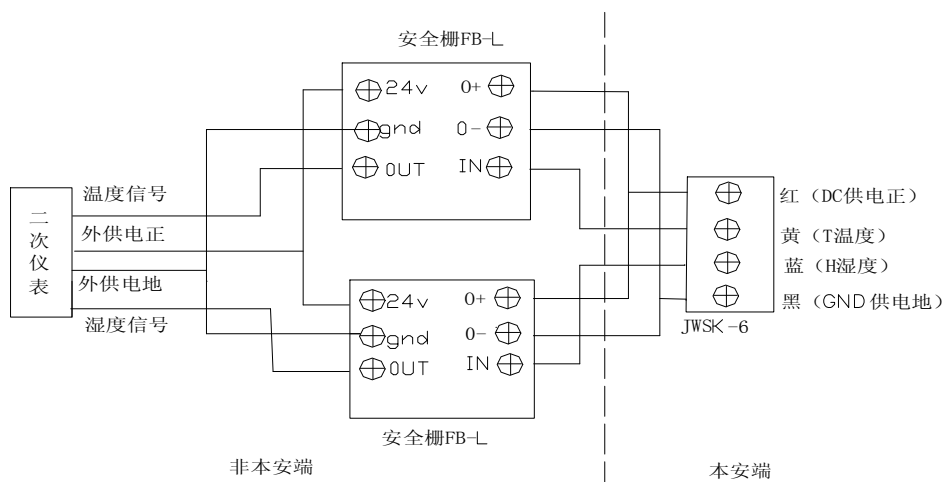 安全栅FB-L
24v
0+
gnd
0-
OUT
IN
二次仪表
温度信号
外供电正
外供电地
湿度信号
红（DC供电正）
黄（T温度）
蓝（H湿度）
黑（GND供电地）
JWSK-6
24v
0+
gnd
0-
OUT
IN
安全栅FB-L
非本安端
本安端